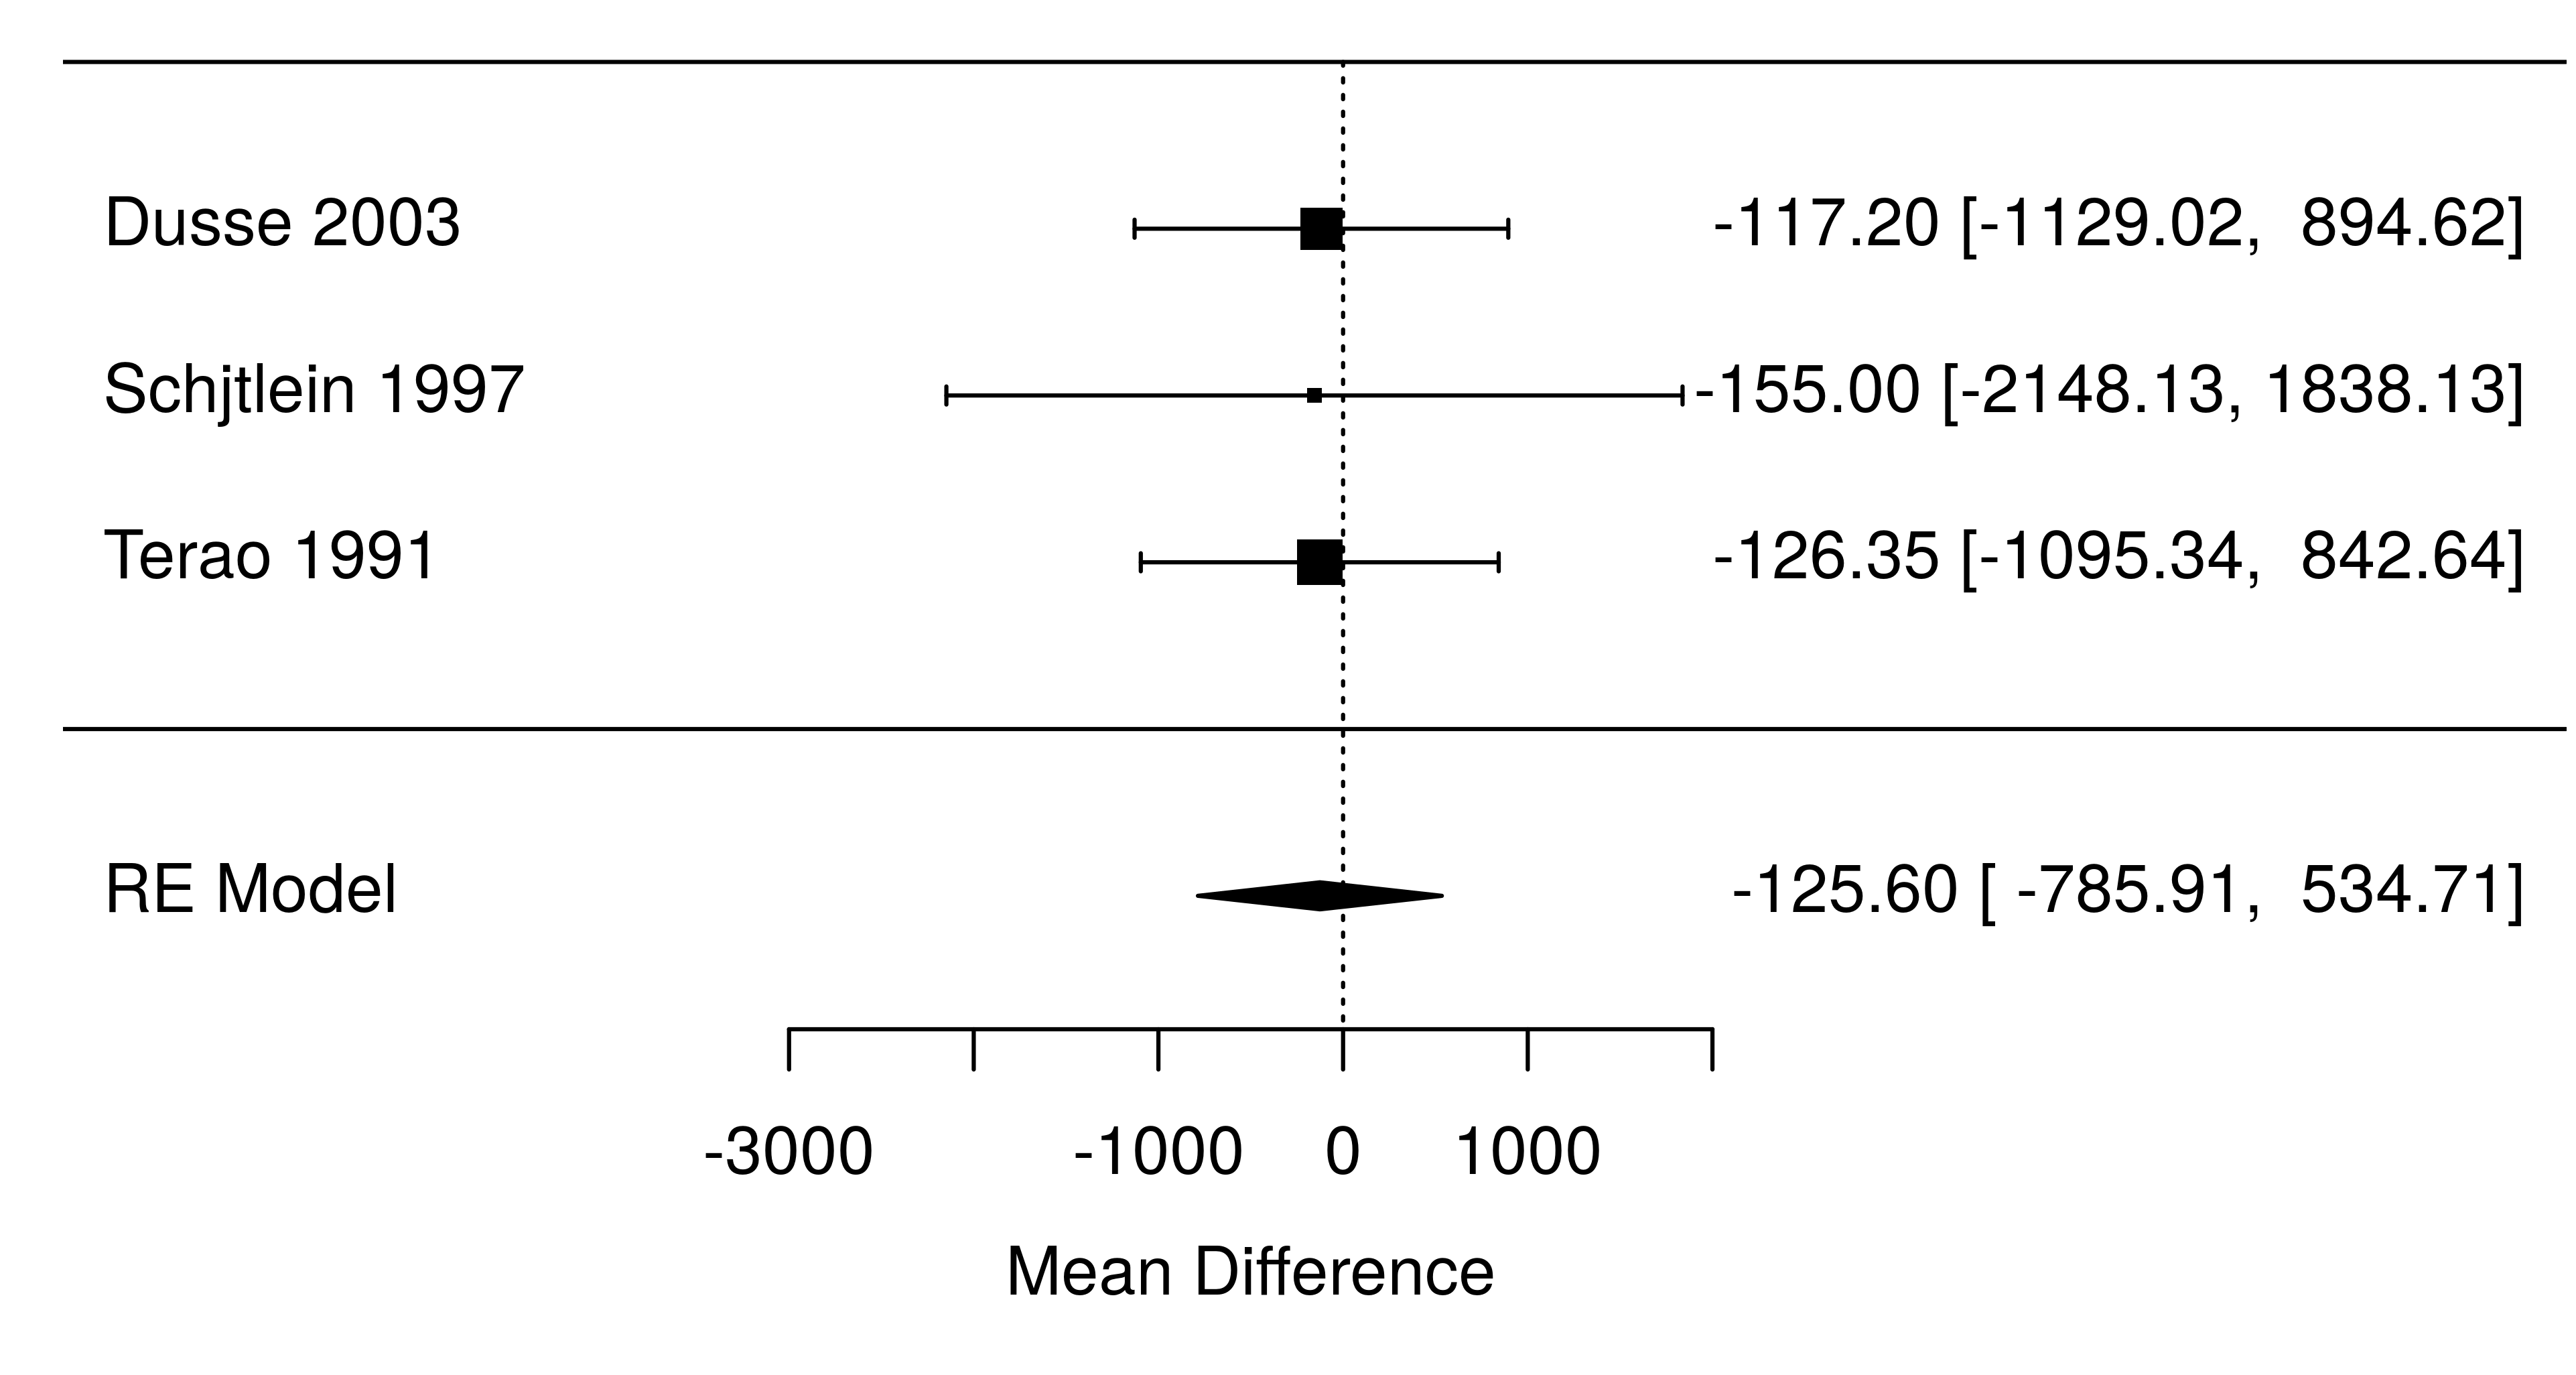 Dusse 2003 -117.20 [-1129.02, 894.62]
Schjtlein 1997 -155.00 [-2148.13, 1838.13]
Terao 1991 -126.35 [-1095.34, 842.64]
RE Model -125.60 [ -785.91, 534.71]
-3000 -1000 0 1000
Mean Difference